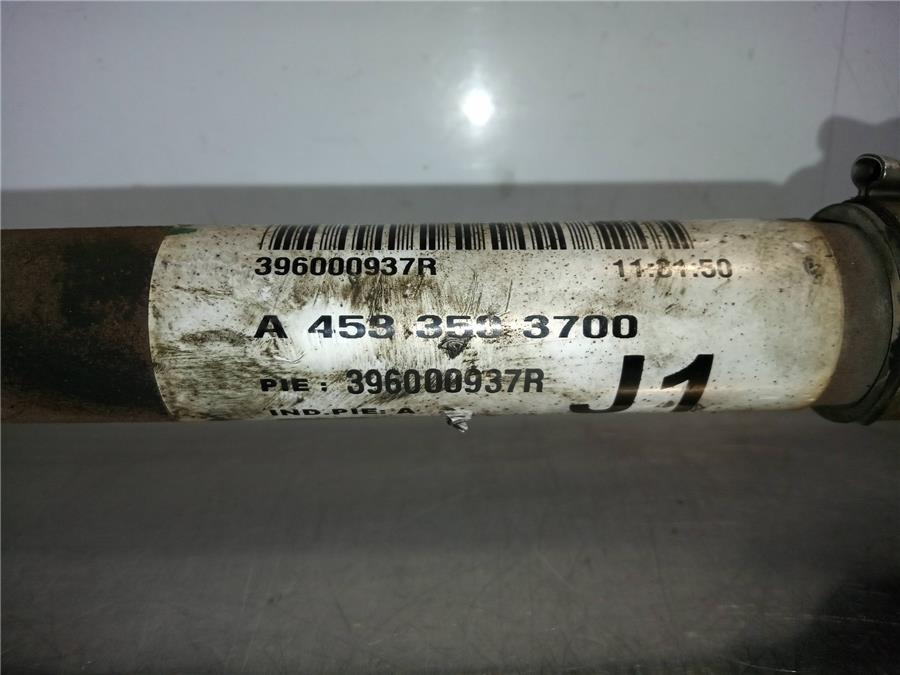 396000937R 11:31:50
A 453 350 3700
PIE : 396000937R
J1
IND.PIE: A